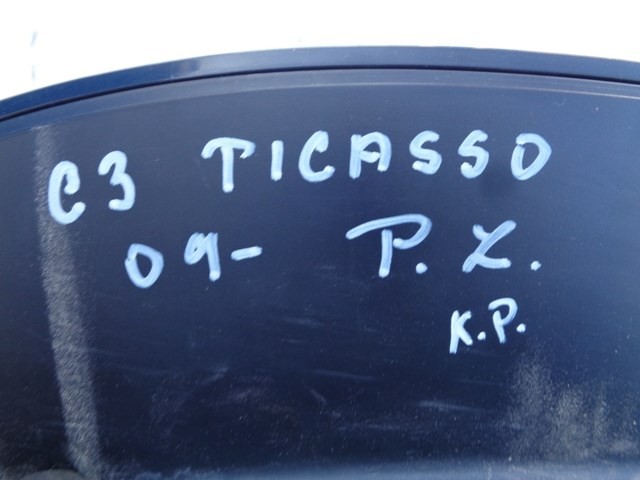 C3 TICASSO
09- P. L.
K.P.